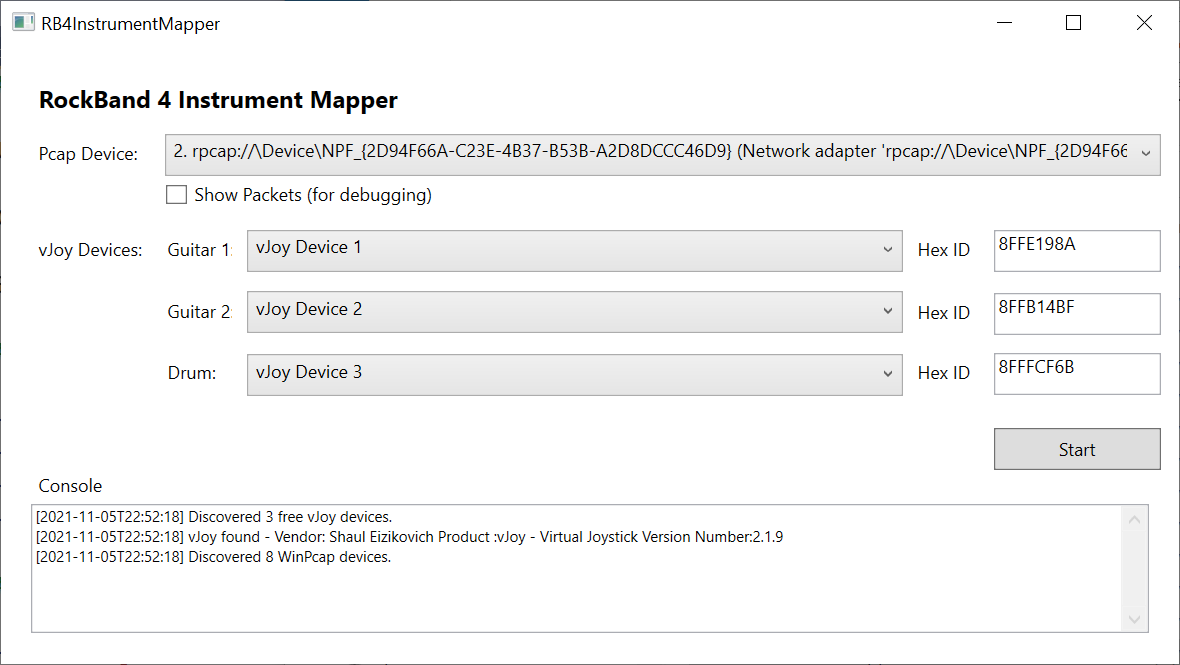 RB4InstrumentMapper
RockBand 4 Instrument Mapper
Pcap Device: 2. rpcap://\Device\NPF_{2D94F66A-C23E-4B37-B53B-A2D8DCCC46D9} (Network adapter 'rpcap://\Device\NPF_{2D94F66
Show Packets (for debugging)
vJoy Devices: Guitar 1: vJoy Device 1 Hex ID 8FFE198A
Guitar 2: vJoy Device 2 Hex ID 8FFB14BF
Drum: vJoy Device 3 Hex ID 8FFFCF6B
Start
Console
[2021-11-05T22:52:18] Discovered 3 free vJoy devices.
[2021-11-05T22:52:18] vJoy found - Vendor: Shaul Eizikovich Product :vJoy - Virtual Joystick Version Number:2.1.9
[2021-11-05T22:52:18] Discovered 8 WinPcap devices.